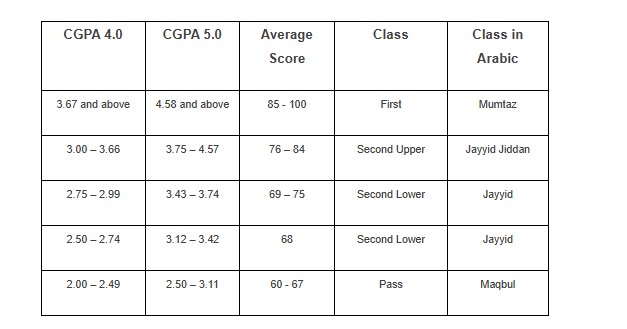 CGPA 4.0 CGPA 5.0 Average Score Class Class in Arabic
3.67 and above 4.58 and above 85 - 100 First Mumtaz
3.00 – 3.66 3.75 – 4.57 76 – 84 Second Upper Jayyid Jiddan
2.75 – 2.99 3.43 – 3.74 69 – 75 Second Lower Jayyid
2.50 – 2.74 3.12 – 3.42 68 Second Lower Jayyid
2.00 – 2.49 2.50 – 3.11 60 - 67 Pass Maqbul